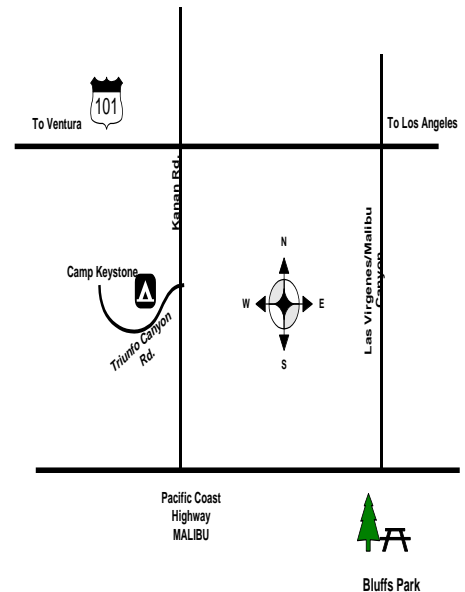 101
To Ventura
To Los Angeles
Kanan Rd.
Las Virgenes/Malibu
Canyon
N
Camp Keystone
W
E
Triunfo Canyon
Rd.
S
Pacific Coast
Highway
MALIBU
Bluffs Park